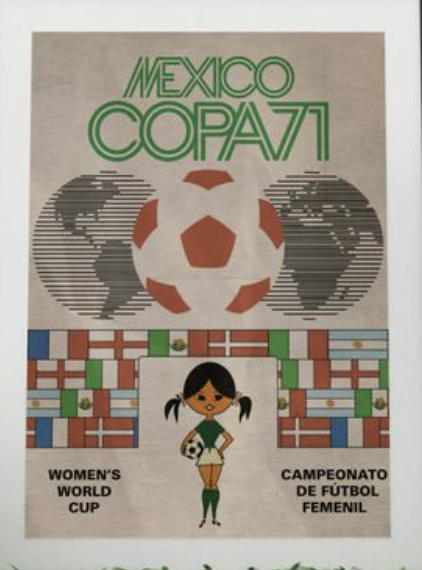 MEXICO
COPA71
WOMEN'S
WORLD
CUP
CAMPEONATO
DE FÚTBOL
FEMENIL